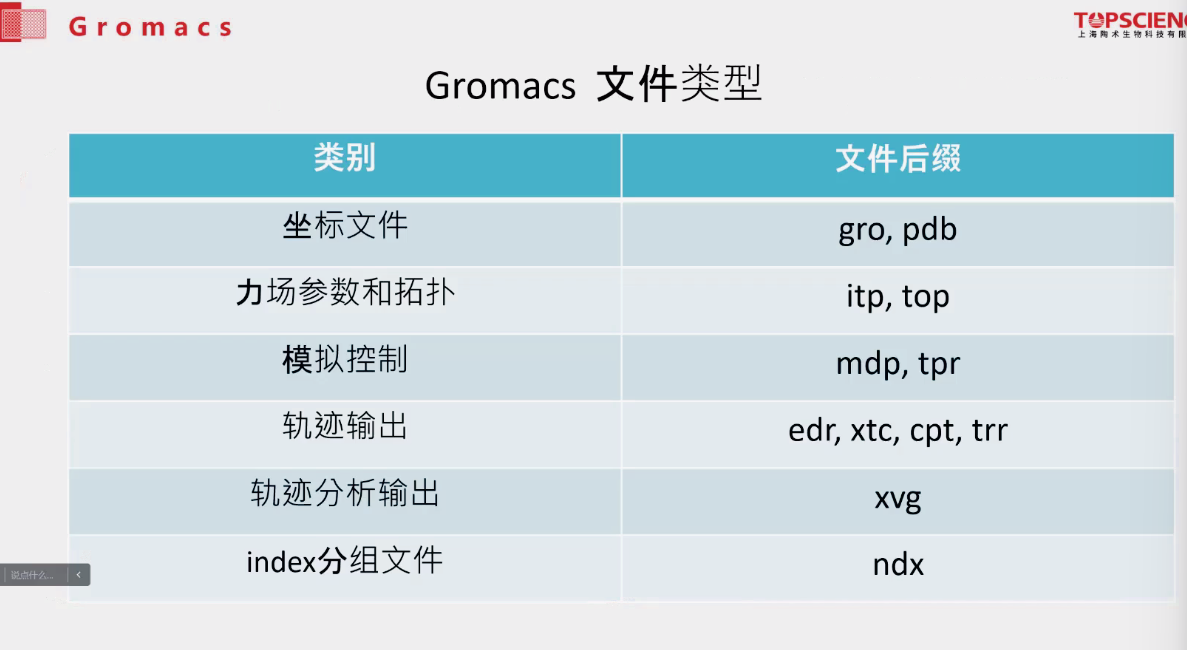 Gromacs
TOPSCIENC
上海陶术生物科技有限
Gromacs 文件类型
类别
文件后缀
坐标文件
gro, pdb
力场参数和拓扑
itp, top
模拟控制
mdp, tpr
轨迹输出
edr, xtc, cpt, trr
轨迹分析输出
xvg
index分组文件
ndx
说点什么...